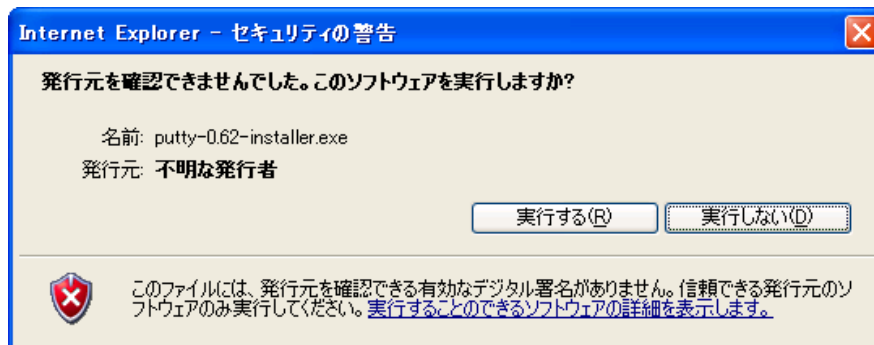 Internet Explorer - セキュリティの警告
発行元を確認できませんでした。このソフトウェアを実行しますか?
名前: putty-0.62-installer.exe
発行元: 不明な発行者
実行する(R) 実行しない(D)
このファイルには、発行元を確認できる有効なデジタル署名がありません。信頼できる発行元のソ
フトウェアのみ実行してください。実行することのできるソフトウェアの詳細を表示します。